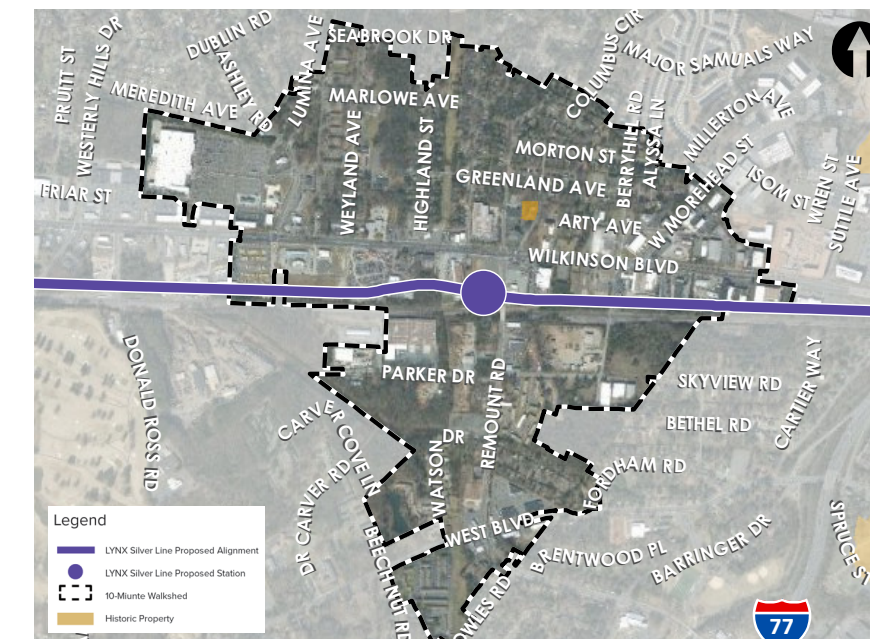 PRUITT ST
WESTERLY HILLS DR
DUBLIN RD
ASHLEY RD
LUMINA AVE
SEABROOK DR
COLUMBUS CIR
MAJOR SAMUALS WAY
MEREDITH AVE
MARLOWE AVE
WEYLAND AVE
HIGHLAND ST
MORTON ST
BERRYHILL RD
ALYSSA LN
MILLERTON AVE
GREENLAND AVE
W MOREHEAD ST
ISOM ST
WREN ST
SUTTLE AVE
FRIAR ST
ARTY AVE
WILKINSON BLVD
DONALD ROSS RD
PARKER DR
REMOUNT RD
SKYVIEW RD
CARTIER WAY
BETHEL RD
CARVER COVE LN
DR CARVER RD
WATSON DR
FORDHAM RD
WEST BLVD
BEECH NUT RD
OWLES RD
BRENTWOOD PL
BARRINGER DR
SPRUCE ST
Legend
LYNX Silver Line Proposed Alignment
LYNX Silver Line Proposed Station
10-Miunte Walkshed
Historic Property
77